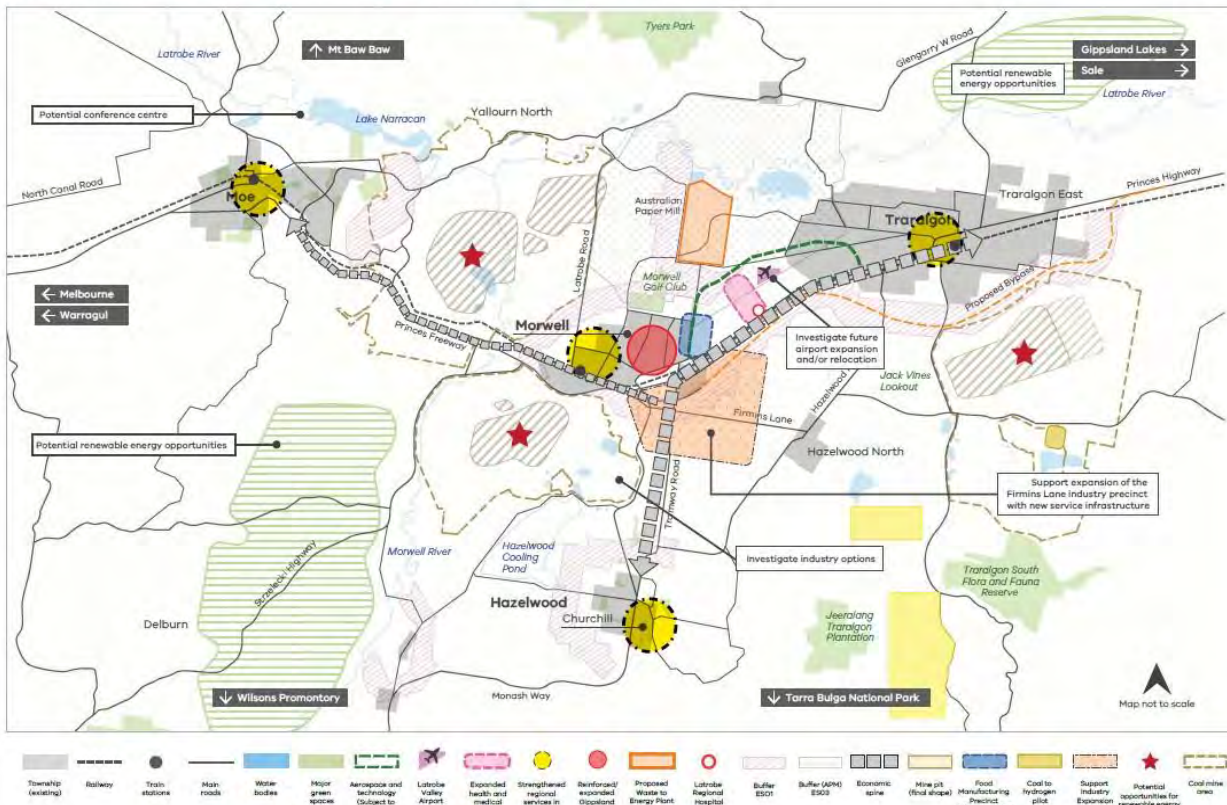 Tyers Park
Glengarry W Road
Latrobe River
↑ Mt Baw Baw
Gippsland Lakes →
Sale →
Potential renewable
energy opportunities
Latrobe River
Potential conference centre
Lake Narracan
Yallourn North
North Canal Road
Moe
Australian
Paper Mill
Traralgon East
Princes Highway
Traralgon
Latrobe Road
Morwell
Golf Club
Proposed Bypass
← Melbourne
← Warragul
Princes Freeway
Morwell
Investigate future
airport expansion
and/or relocation
Jack Vines
Lookout
Hazelwood
Firmins Lane
Potential renewable energy opportunities
Hazelwood North
Support expansion of the
Firmins Lane industry precinct
with new service infrastructure
Tramway Road
Morwell River
Hazelwood
Cooling
Pond
Investigate industry options
Strzelecki Highway
Traralgon South
Flora and Fauna
Reserve
Hazelwood
Churchill
Delburn
Jeeralang
Traralgon
Plantation
↓ Wilsons Promontory
Monash Way
↓ Tarra Bulga National Park
Map not to scale
Township
(existing)
Railway
Train
stations
Main
roads
Water
bodies
Major
green
spaces
Aerospace and
technology
(Subject to
Latrobe
Valley
Airport
Expanded
health and
medical
Strengthened
regional
services in
Reinforced/
expanded
Gippsland
Proposed
Waste to
Energy Plant
Latrobe
Regional
Hospital
Buffer
ESO1
Buffer (APM)
ESO2
Economic
spine
Mine pit
(final shape)
Food
Manufacturing
Precinct
Coal to
hydrogen
pilot
Support
industry
Expansion
Potential
opportunities for
renewable energy
Coal mine
area